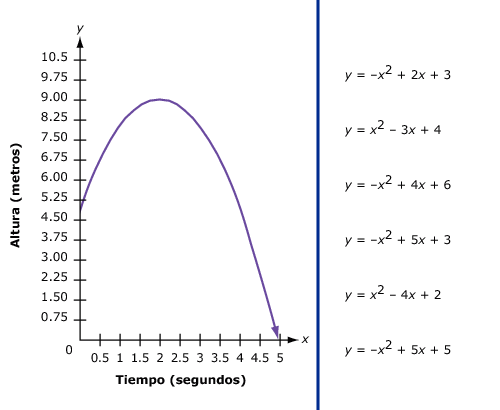 y
10.5
9.75
9.00
8.25
7.50
6.75
6.00
5.25
4.50
3.75
3.00
2.25
1.50
0.75
0
Altura (metros)
0.5 1 1.5 2 2.5 3 3.5 4 4.5 5
x
Tiempo (segundos)
y = –x² + 2x + 3
y = x² – 3x + 4
y = –x² + 4x + 6
y = –x² + 5x + 3
y = x² – 4x + 2
y = –x² + 5x + 5